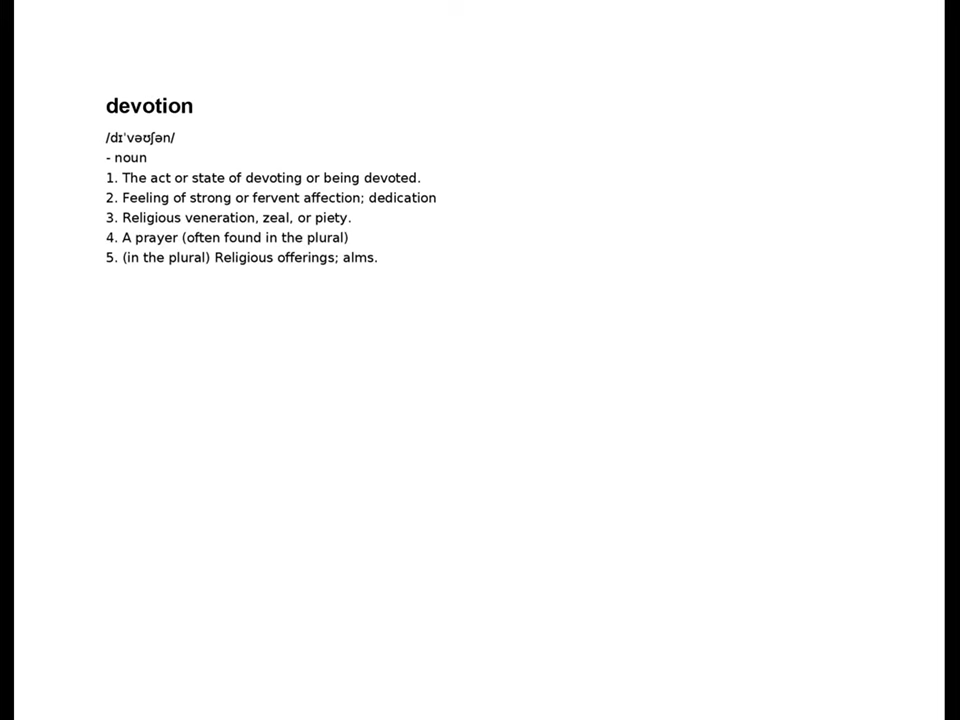 devotion
/dɪˈvəʊʃən/
- noun
1. The act or state of devoting or being devoted.
2. Feeling of strong or fervent affection; dedication
3. Religious veneration, zeal, or piety.
4. A prayer (often found in the plural)
5. (in the plural) Religious offerings; alms.